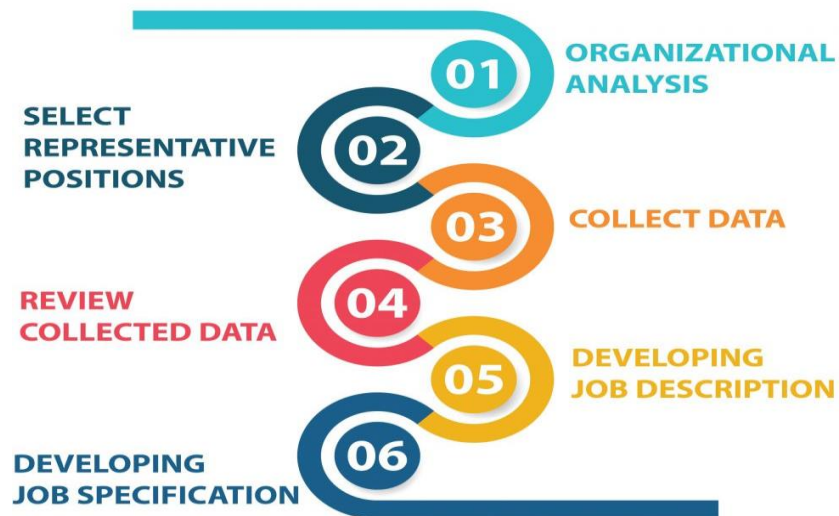 01
ORGANIZATIONAL
ANALYSIS
SELECT
REPRESENTATIVE
POSITIONS
02
03
COLLECT DATA
REVIEW
COLLECTED DATA
04
05
DEVELOPING
JOB DESCRIPTION
DEVELOPING
JOB SPECIFICATION
06